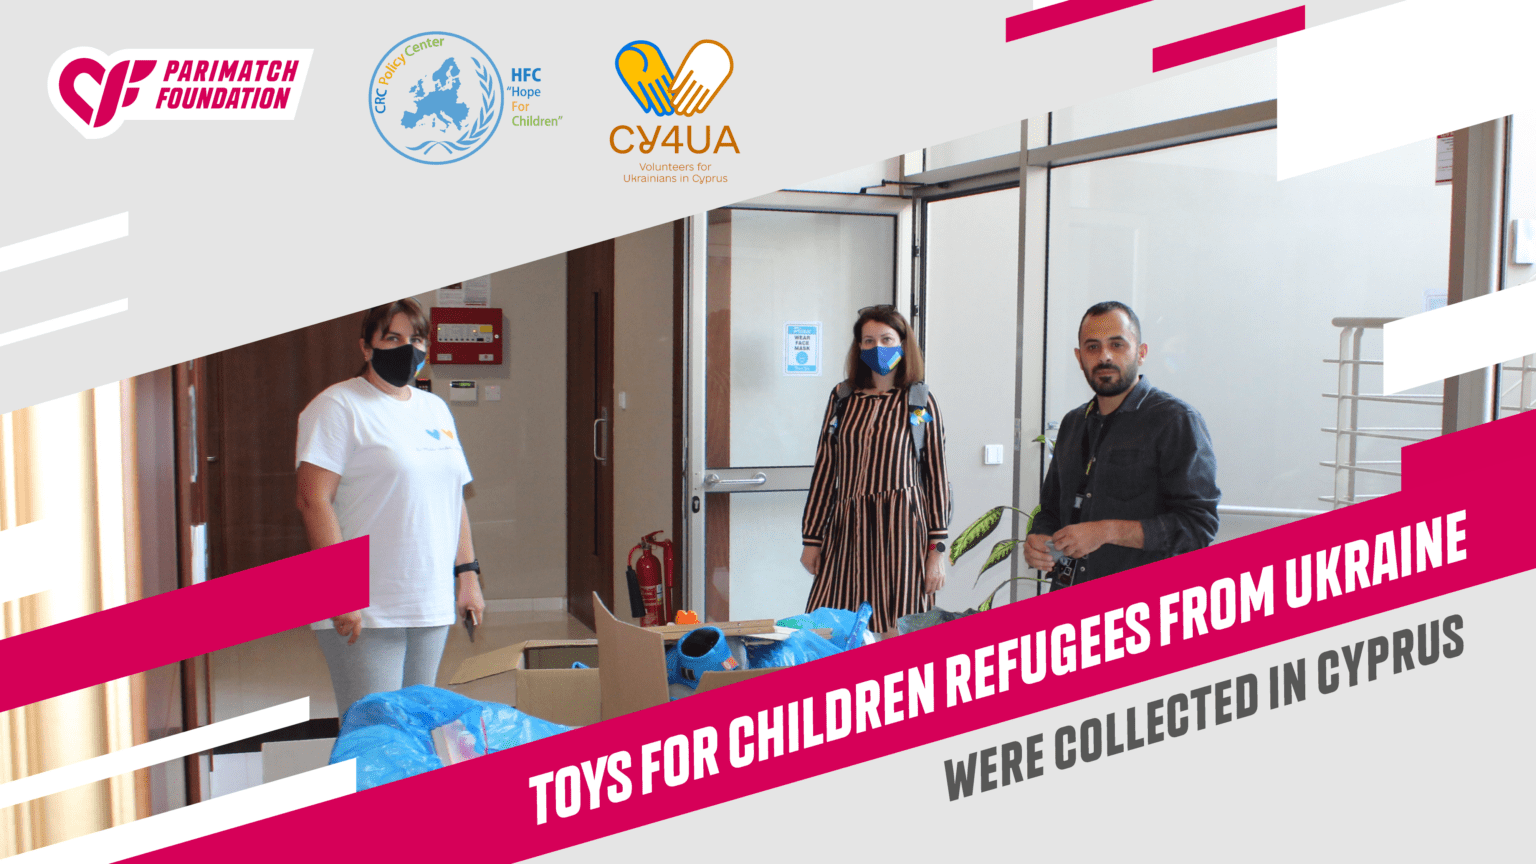 PARIMATCH
FOUNDATION
CRC Policy Center
HFC
"Hope
For
Children"
CY4UA
Volunteers for
Ukrainians in Cyprus
WEAR
FACE
MASK
TOYS FOR CHILDREN REFUGEES FROM UKRAINE
WERE COLLECTED IN CYPRUS